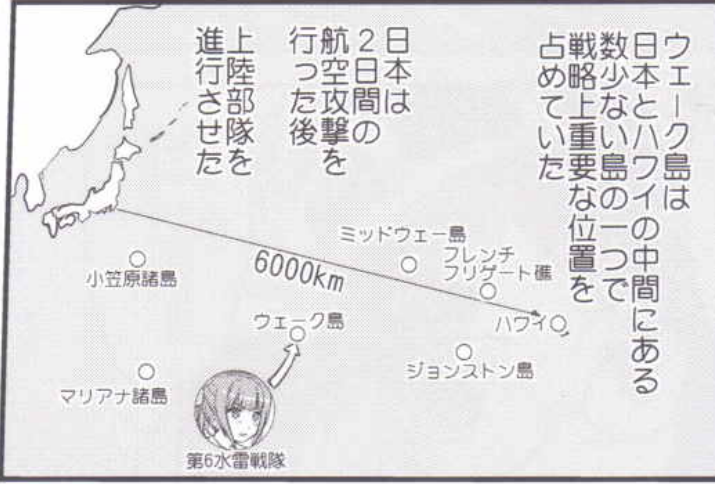 ウェーク島は
日本とハワイの中間にある
数少ない島の一つで
戦略上重要な位置を
占めていた
日本は
2日間の
航空攻撃を
行った後
上陸部隊を
進行させた
ミッドウェー島
フレンチ
フリゲート礁
6000km
小笠原諸島
ウェーク島
ハワイ
ジョンストン島
マリアナ諸島
第6水雷戦隊